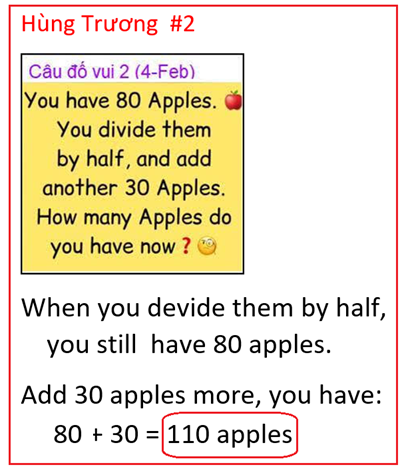 Hùng Trương #2
Câu đố vui 2 (4-Feb)
You have 80 Apples.
You divide them
by half, and add
another 30 Apples.
How many Apples do
you have now ?
When you devide them by half,
you still have 80 apples.
Add 30 apples more, you have:
80 + 30 = 110 apples